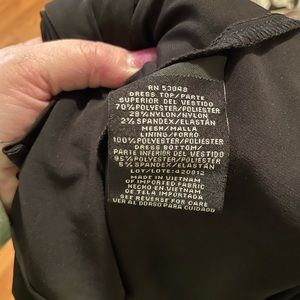 RN 53048
DRESS TOP/PARTE
SUPERIOR DEL VESTIDO
70% POLYESTER/POLIESTER
28% NYLON/NYLON
2% SPANDEX/ELASTÁN
MESH/MALLA
LINING/FORRO
100% POLYESTER/POLIESTER
DRESS BOTTOM/
PARTE INFERIOR DEL VESTIDO
95% POLYESTER/POLIESTER
5% SPANDEX/ELASTÁN
LOT/LOTE: 420912
MADE IN VIETNAM
OF IMPORTED FABRIC
HECHO EN VIETNAM
DE TELA IMPORTADA
SEE REVERSE FOR CARE
VER AL DORSO PARA CUIDADO